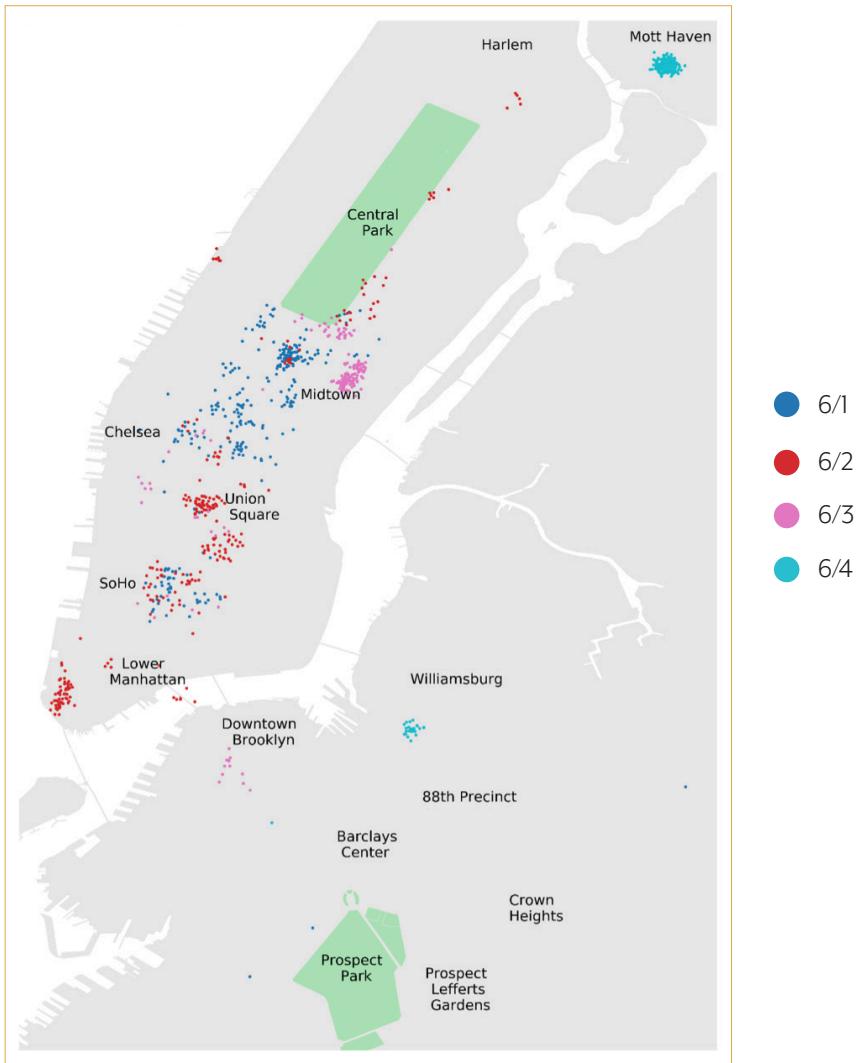 Harlem
Mott Haven
Central
Park
Midtown
Chelsea
Union
Square
SoHo
Lower
Manhattan
Williamsburg
Downtown
Brooklyn
88th Precinct
Barclays
Center
Crown
Heights
Prospect
Park
Prospect
Lefferts
Gardens
6/1
6/2
6/3
6/4